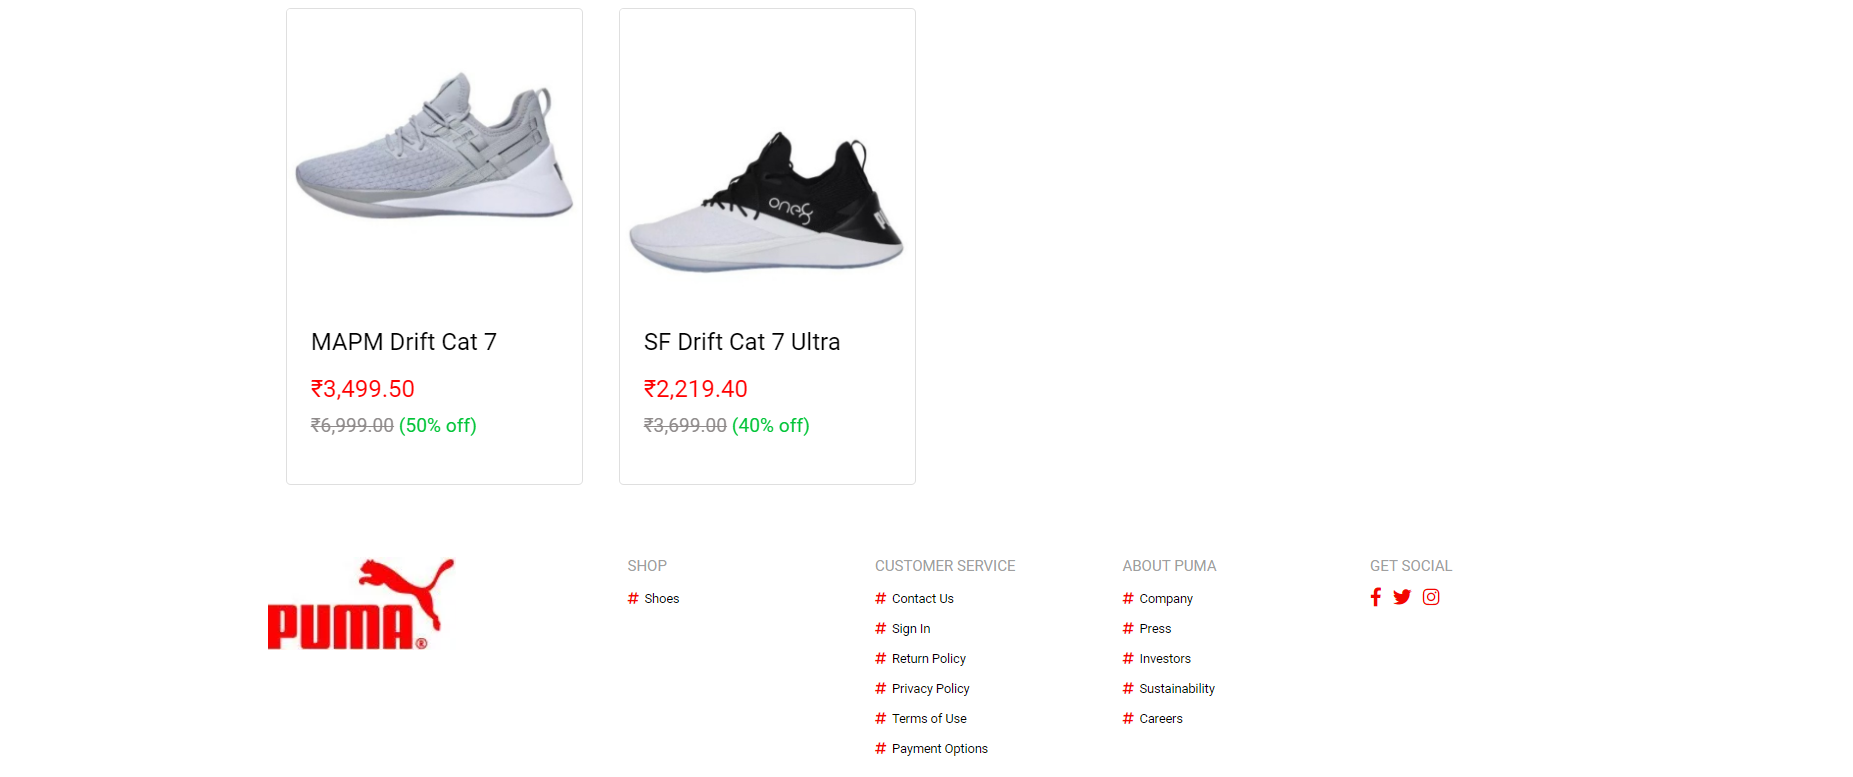 one8
MAPM Drift Cat 7
₹3,499.50
₹6,999.00 (50% off)
SF Drift Cat 7 Ultra
₹2,219.40
₹3,699.00 (40% off)
PUMA®
SHOP
# Shoes
CUSTOMER SERVICE
# Contact Us
# Sign In
# Return Policy
# Privacy Policy
# Terms of Use
# Payment Options
ABOUT PUMA
# Company
# Press
# Investors
# Sustainability
# Careers
GET SOCIAL